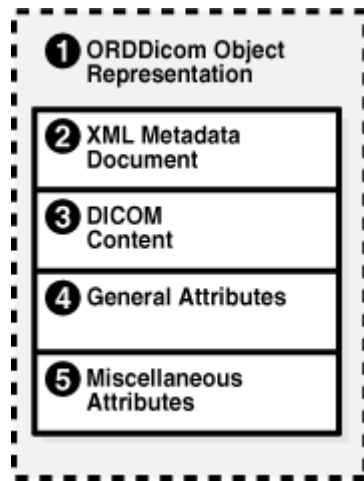 1 ORDDicom Object
Representation
2 XML Metadata
Document
3 DICOM
Content
4 General Attributes
5 Miscellaneous
Attributes